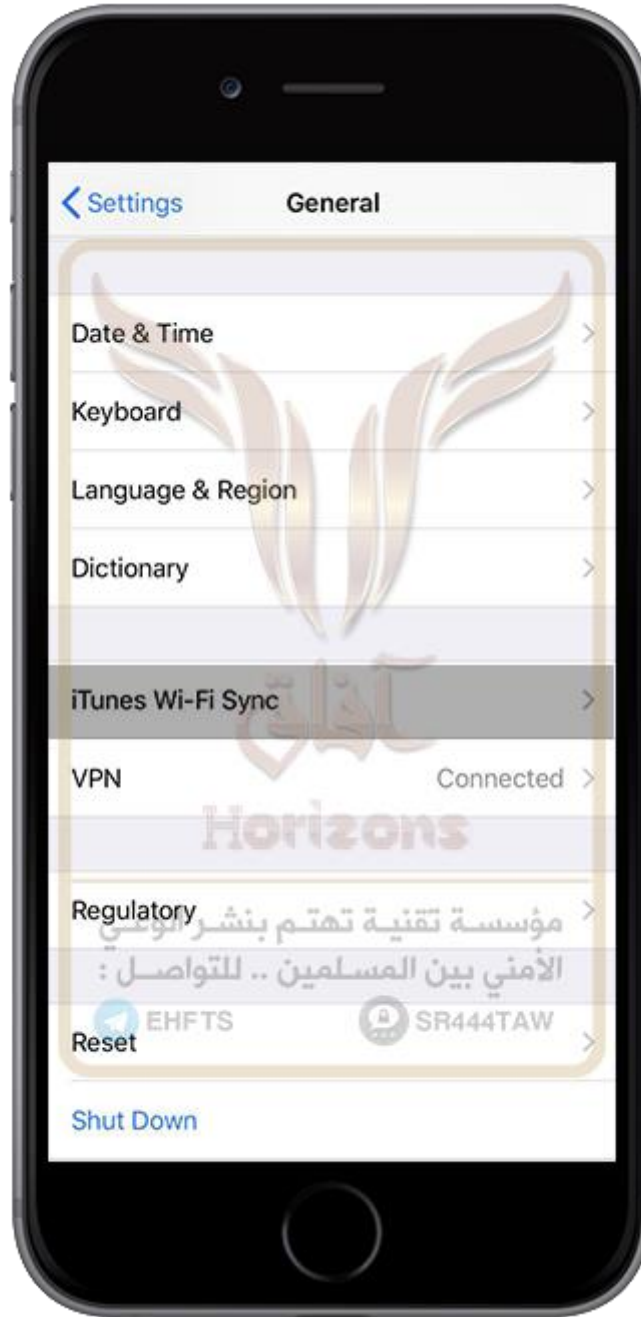 Settings
General
Date & Time
Keyboard
Language & Region
Dictionary
iTunes Wi-Fi Sync
VPN
Connected
آفاق
Horizons
Regulatory
مؤسسة تقنية تهتم بنشر الوعي
الأمني بين المسلمين .. للتواصل :
EHFTS
SR444TAW
Reset
Shut Down